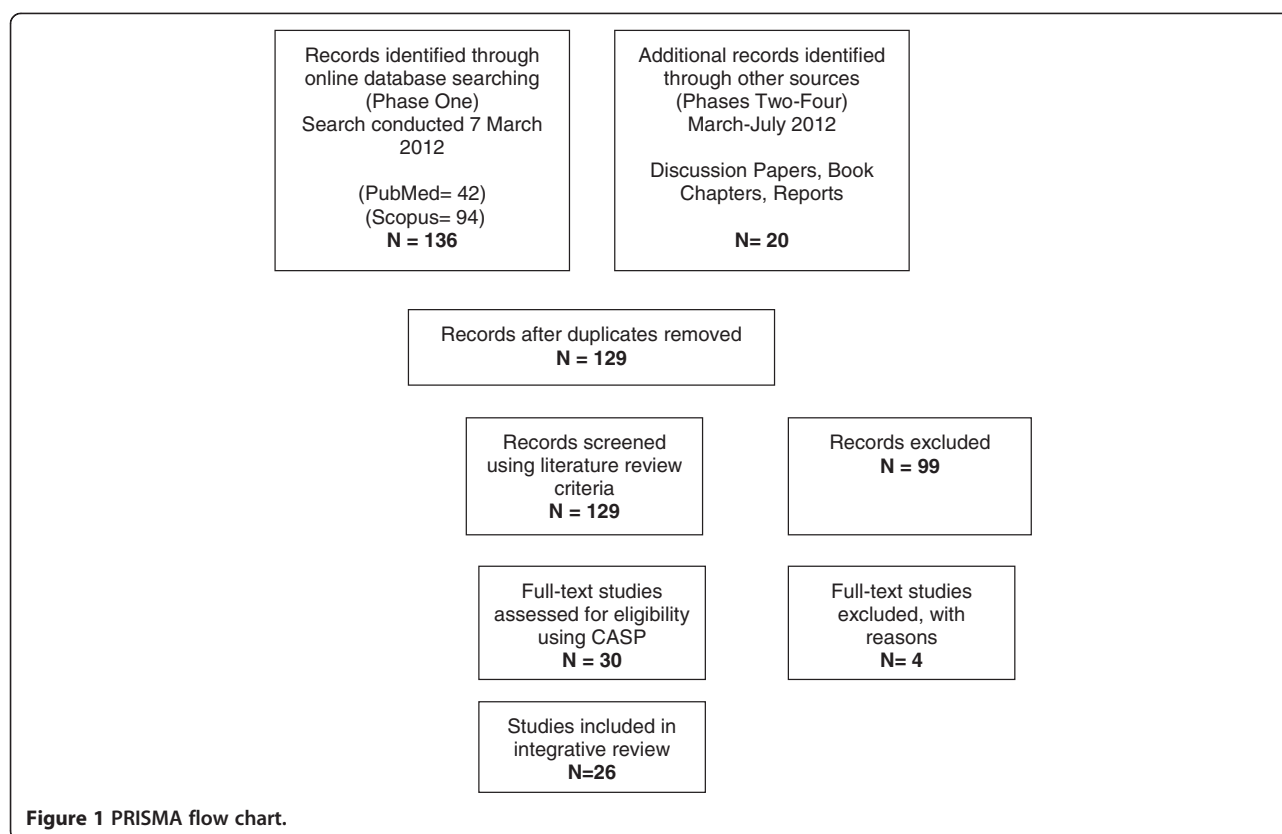 Records identified through
online database searching
(Phase One)
Search conducted 7 March
2012
(PubMed= 42)
(Scopus= 94)
N = 136
Additional records identified
through other sources
(Phases Two-Four)
March-July 2012
Discussion Papers, Book
Chapters, Reports
N= 20
Records after duplicates removed
N = 129
Records screened
using literature review
criteria
N = 129
Records excluded
N = 99
Full-text studies
assessed for eligibility
using CASP
N = 30
Full-text studies
excluded, with
reasons
N= 4
Studies included in
integrative review
N=26
Figure 1 PRISMA flow chart.